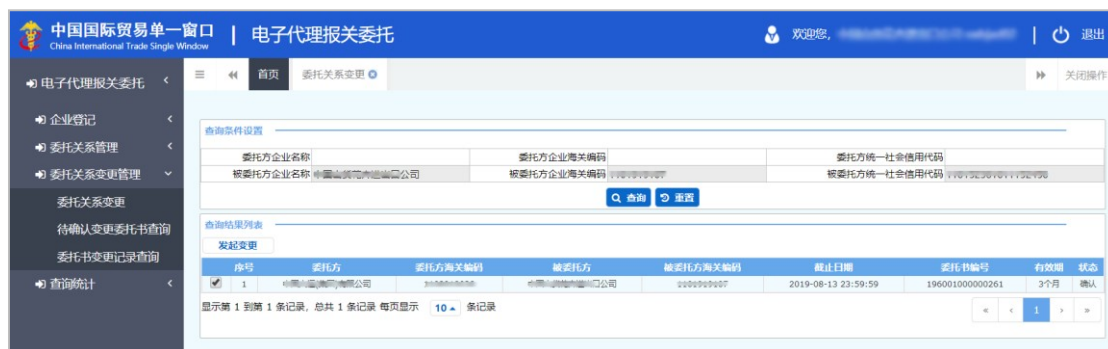 中国国际贸易单一窗口 | 电子代理报关委托 欢迎您, | 退出
China International Trade Single Window
电子代理报关委托 首页 委托关系变更 关闭操作
企业登记
委托关系管理
委托关系变更管理
委托关系变更
待确认变更委托书查询
委托书变更记录查询
查询统计
查询条件设置
委托方企业名称 委托方企业海关编码 委托方统一社会信用代码
被委托方企业名称 被委托方企业海关编码 被委托方统一社会信用代码
查询 重置
查询结果列表
发起变更
序号 委托方 委托方海关编码 被委托方 被委托方海关编码 截止日期 委托书编号 有效期 状态
1 2019-08-13 23:59:59 196001000000261 3个月 确认
显示第 1 到第 1 条记录，总共 1 条记录 每页显示 10 条记录
« ‹ 1 › »